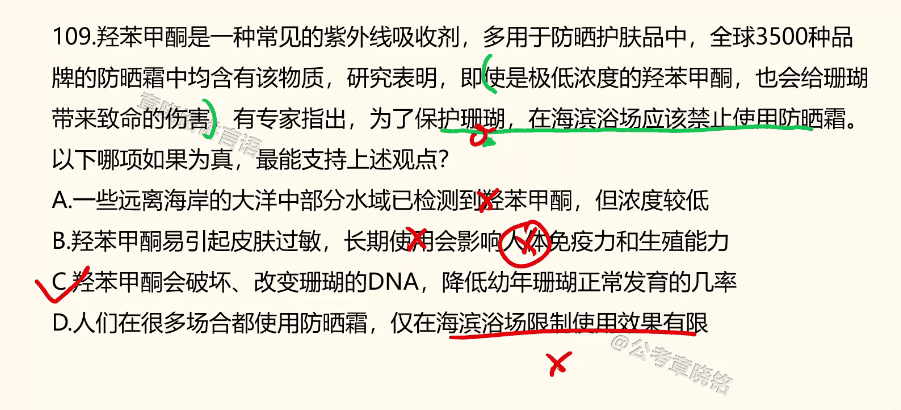 109.羟苯甲酮是一种常见的紫外线吸收剂，多用于防晒护肤品中，全球3500种品
牌的防晒霜中均含有该物质，研究表明，即使是极低浓度的羟苯甲酮，也会给珊瑚
带来致命的伤害，有专家指出，为了保护珊瑚，在海滨浴场应该禁止使用防晒霜。
以下哪项如果为真，最能支持上述观点？
A.一些远离海岸的大洋中部分水域已检测到羟苯甲酮，但浓度较低
B.羟苯甲酮易引起皮肤过敏，长期使用会影响人体免疫力和生殖能力
C.羟苯甲酮会破坏、改变珊瑚的DNA，降低幼年珊瑚正常发育的几率
D.人们在很多场合都使用防晒霜，仅在海滨浴场限制使用效果有限
@公考章晓铭